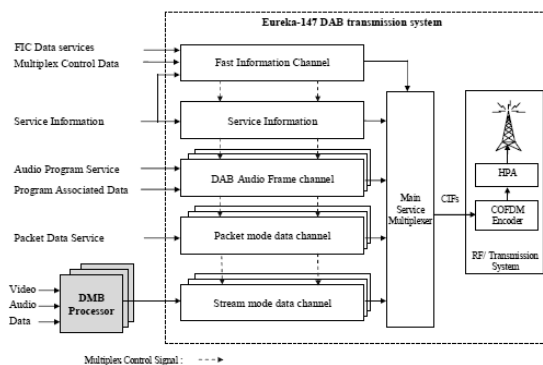 Eureka-147 DAB transmission system
FIC Data services
Multiplex Control Data
Fast Information Channel
Service Information
Service Information
Audio Program Service
Program Associated Data
DAB Audio Frame channel
Main
Service
Multiplexer
CIFs
HPA
COFDM
Encoder
RF/ Transmission
System
Packet Data Service
Packet mode data channel
Video
Audio
Data
DMB
Processor
Stream mode data channel
Multiplex Control Signal :